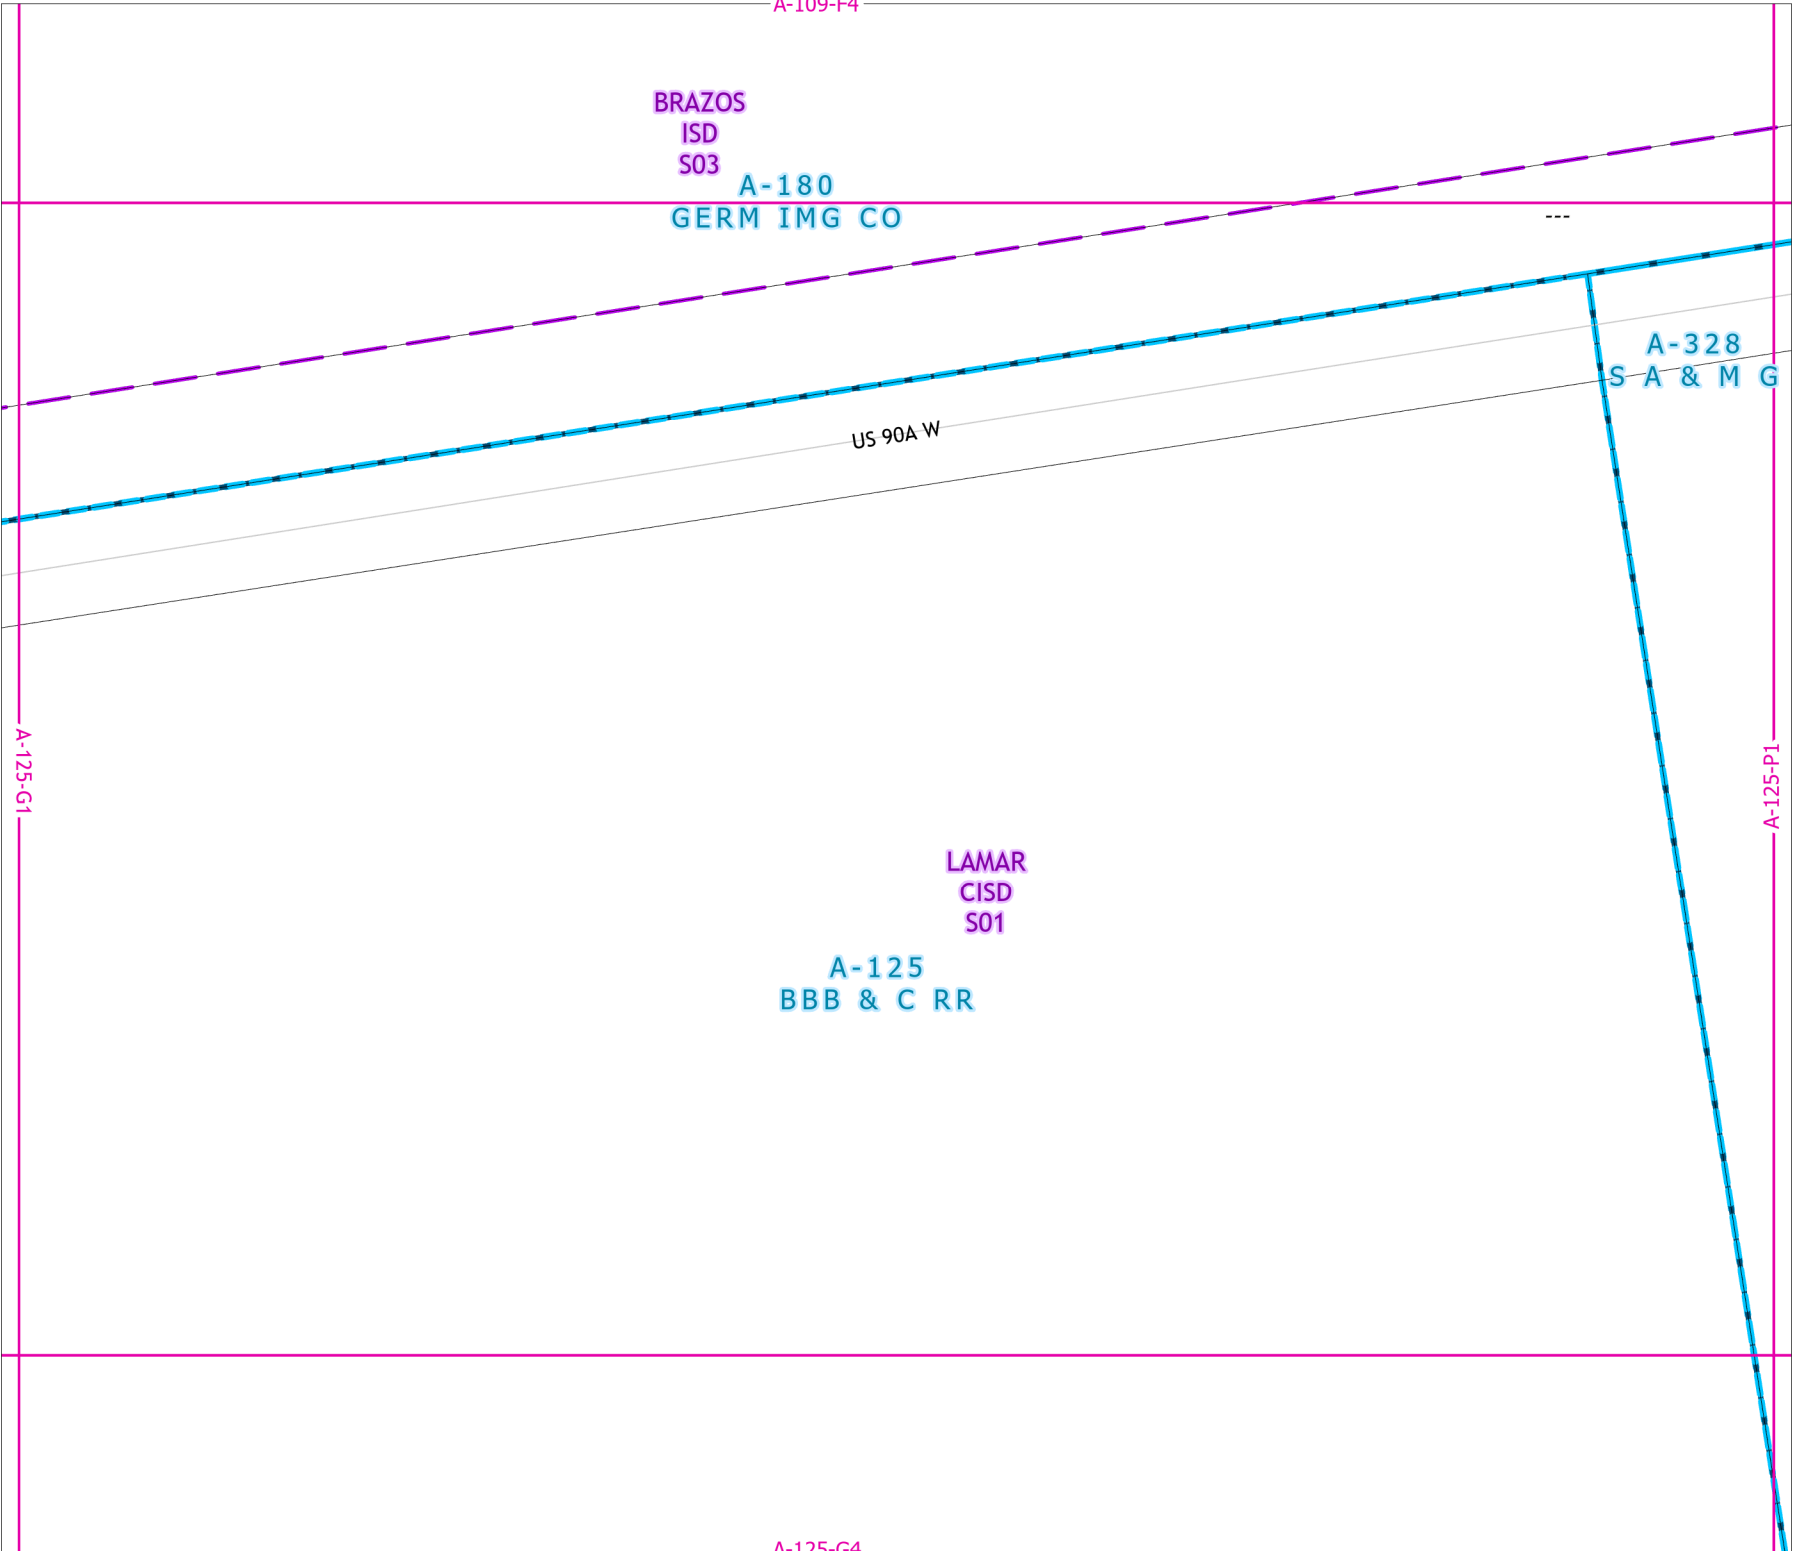 A-109-F4
BRAZOS
ISD
S03
A-180
GERM IMG CO
---
A-328
S A & M G
US 90A W
A-125-G1
A-125-P1
LAMAR
CISD
S01
A-125
BBB & C RR
A-125-G4